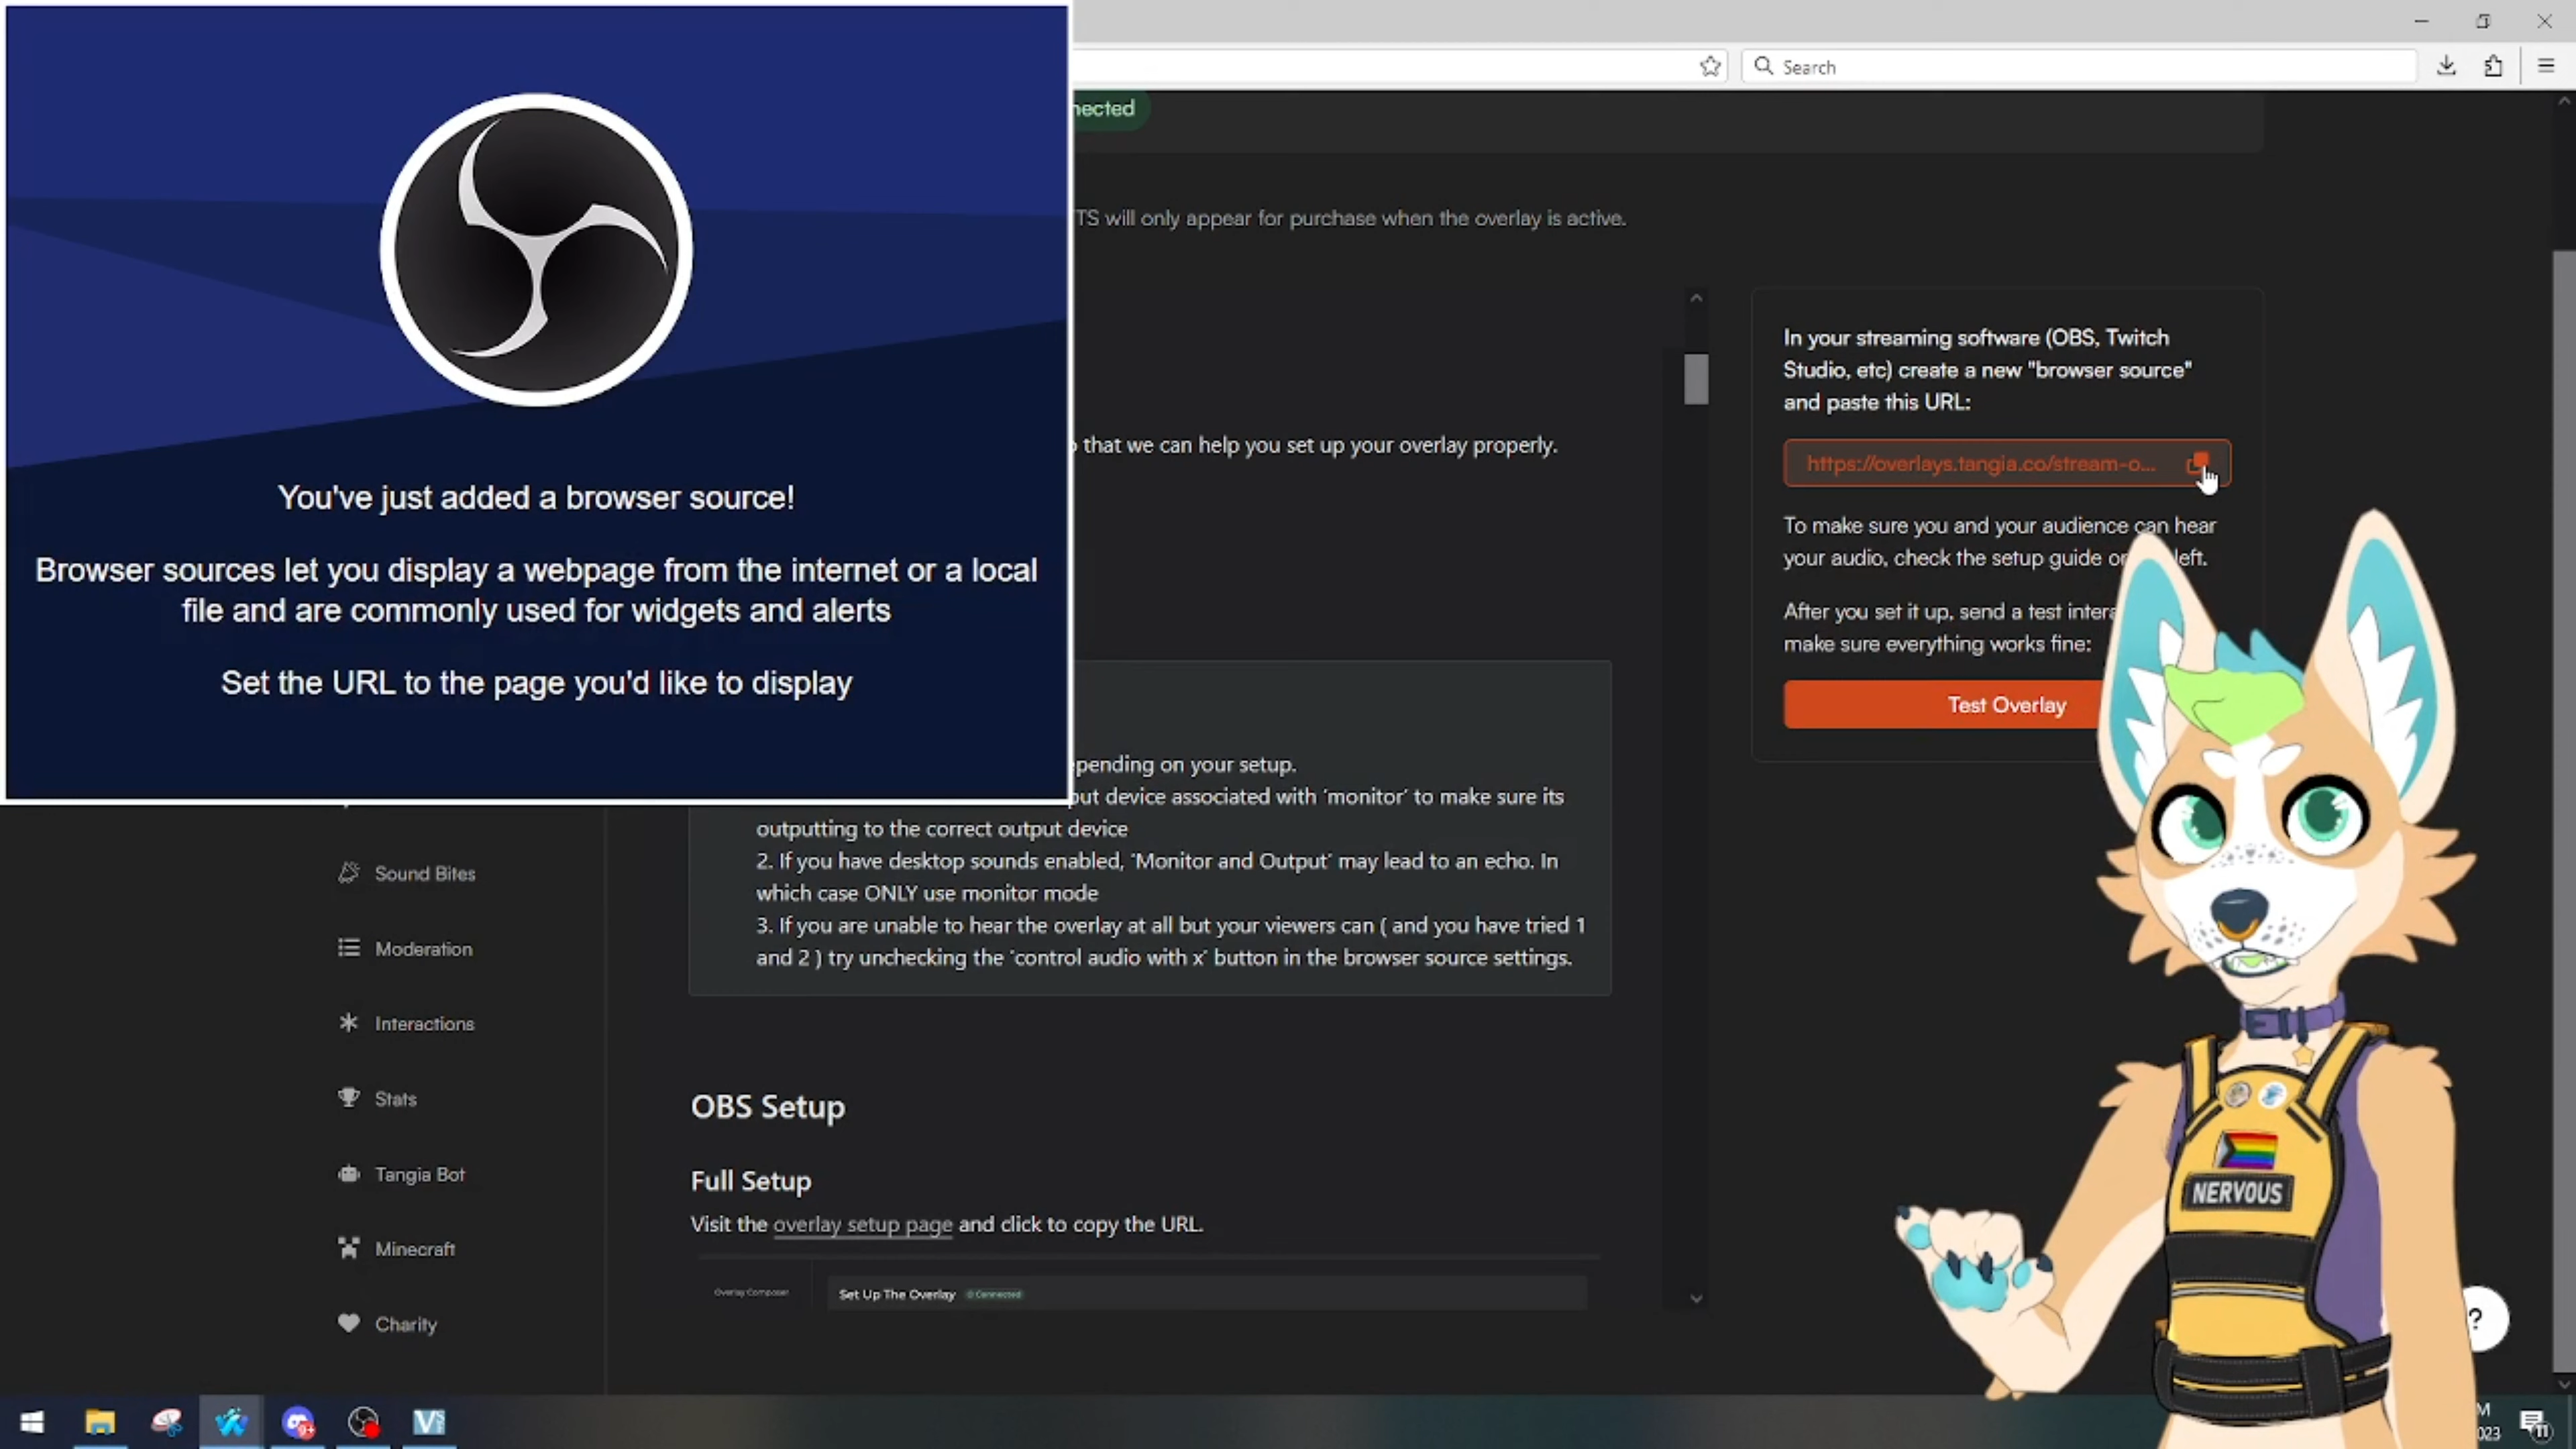 You've just added a browser source!
Browser sources let you display a webpage from the internet or a local
file and are commonly used for widgets and alerts
Set the URL to the page you'd like to display
Search
nected
TS will only appear for purchase when the overlay is active.
that we can help you set up your overlay properly.
pending on your setup.
put device associated with 'monitor' to make sure its
outputting to the correct output device
2. If you have desktop sounds enabled, 'Monitor and Output' may lead to an echo. In
which case ONLY use monitor mode
3. If you are unable to hear the overlay at all but your viewers can ( and you have tried 1
and 2 ) try unchecking the 'control audio with x' button in the browser source settings.
OBS Setup
Full Setup
Visit the overlay setup page and click to copy the URL.
Overlay Composer
Set Up The Overlay Connected
In your streaming software (OBS, Twitch
Studio, etc) create a new "browser source"
and paste this URL:
https://overlays.tangia.co/stream-o...
To make sure you and your audience can hear
your audio, check the setup guide on left.
After you set it up, send a test intera
make sure everything works fine:
Test Overlay
Sound Bites
Moderation
Interactions
Stats
Tangia Bot
Minecraft
Charity
NERVOUS
?
9+
V
M
023
11